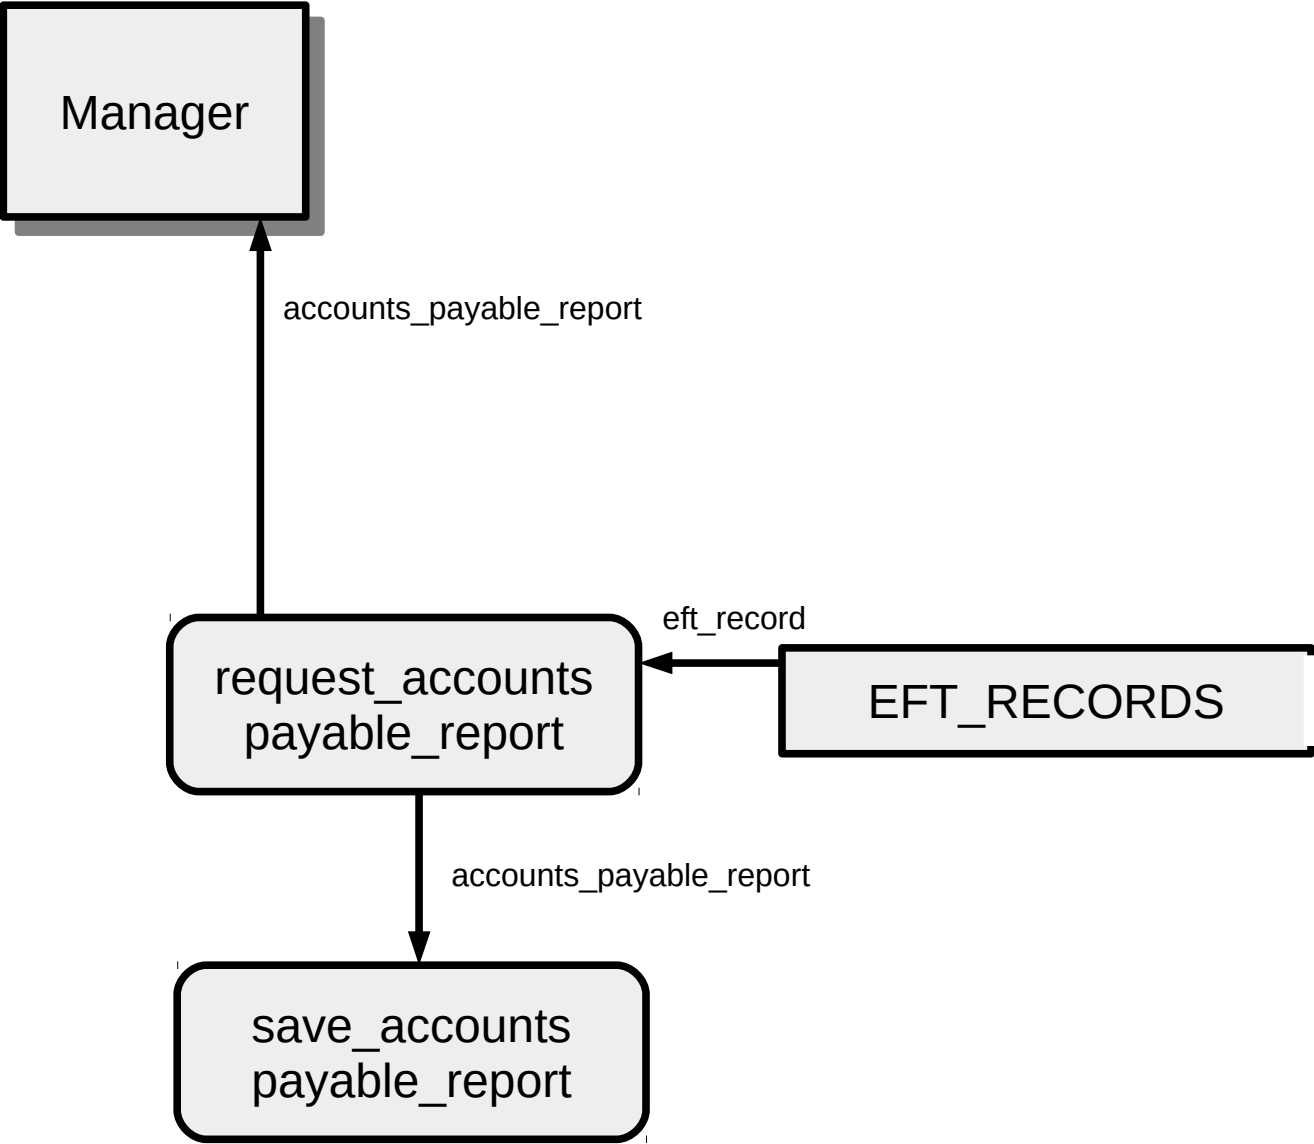 Manager
accounts_payable_report
eft_record
request_accounts
payable_report
EFT_RECORDS
accounts_payable_report
save_accounts
payable_report